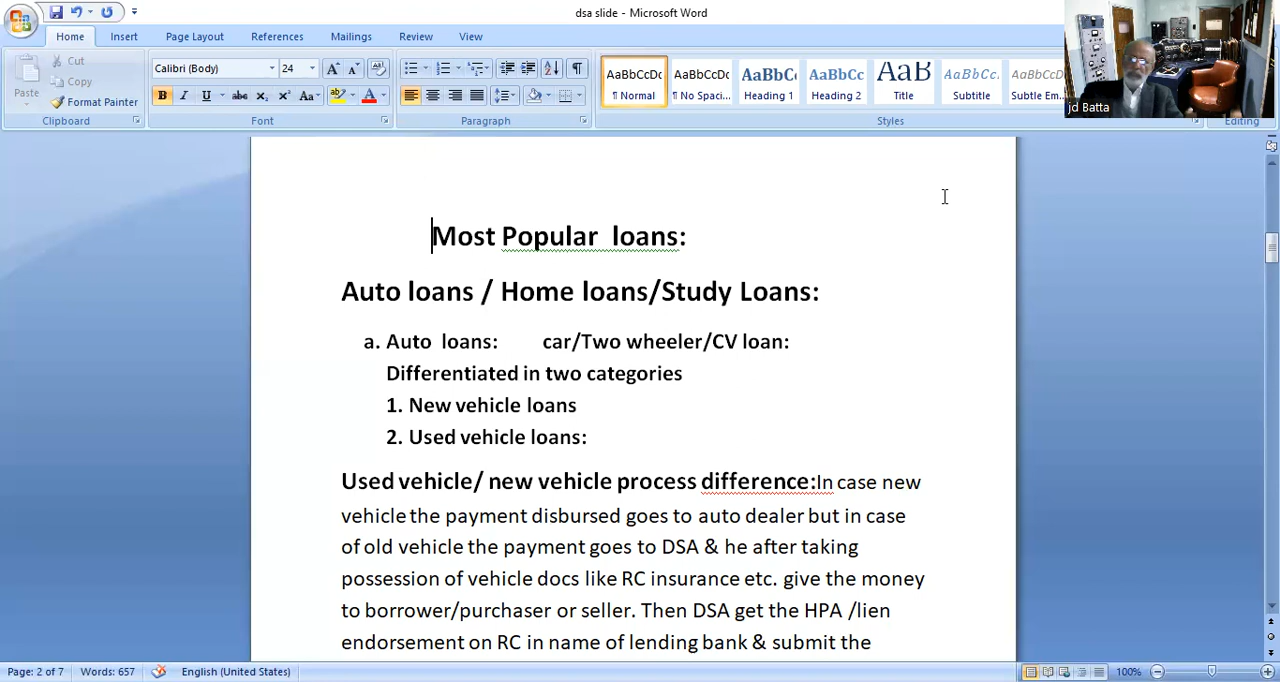 dsa slide - Microsoft Word
Home Insert Page Layout References Mailings Review View
Paste
Cut
Copy
Format Painter
Clipboard
Calibri (Body) 24
B I U abc X₂ X² Aa A
Font
Paragraph
AaBbCcDc AaBbCcDc AaBbC AaBbCc AaB AaBbCc. AaBbCcDc
¶ Normal ¶ No Spaci... Heading 1 Heading 2 Title Subtitle Subtle Em...
Styles
Editing
jd Batta
Most Popular loans:
Auto loans / Home loans/Study Loans:
a. Auto loans: car/Two wheeler/CV loan:
Differentiated in two categories
1. New vehicle loans
2. Used vehicle loans:
Used vehicle/ new vehicle process difference:In case new
vehicle the payment disbursed goes to auto dealer but in case
of old vehicle the payment goes to DSA & he after taking
possession of vehicle docs like RC insurance etc. give the money
to borrower/purchaser or seller. Then DSA get the HPA /lien
endorsement on RC in name of lending bank & submit the
Page: 2 of 7 Words: 657 English (United States) 100%